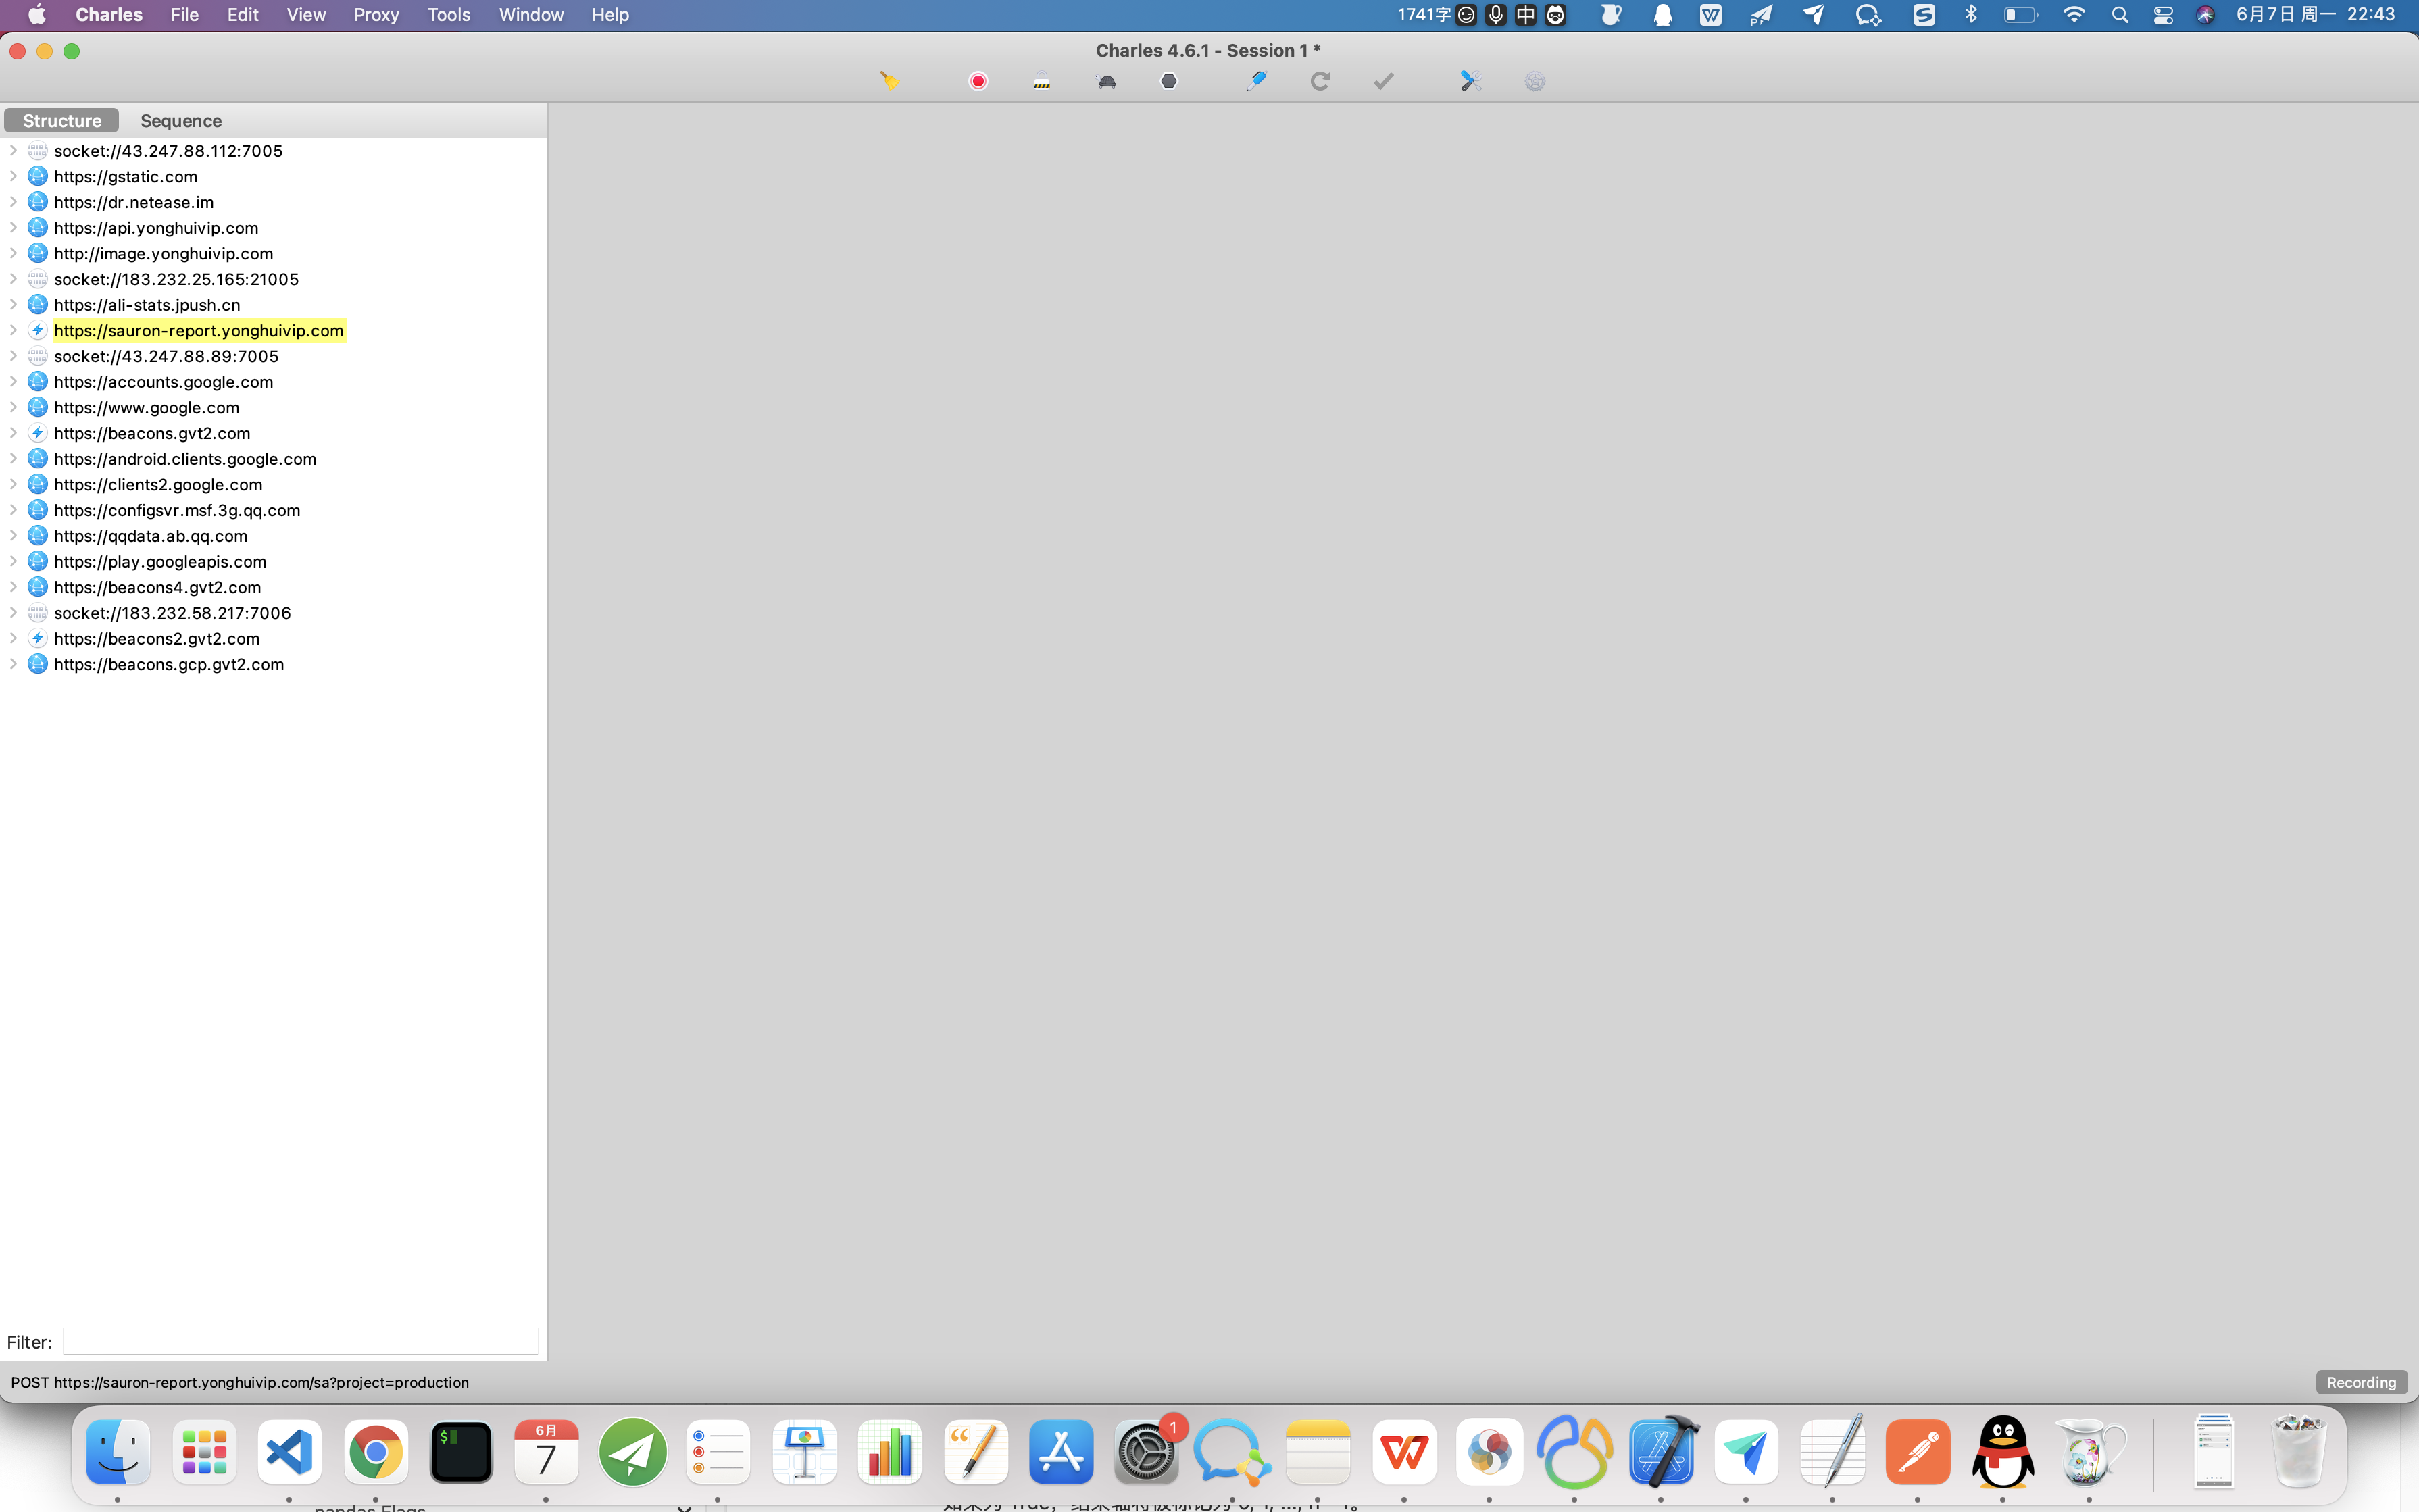 Charles File Edit View Proxy Tools Window Help 1741字 中 6月7日 周一 22:43
Charles 4.6.1 - Session 1 *
Structure Sequence
socket://43.247.88.112:7005
https://gstatic.com
https://dr.netease.im
https://api.yonghuivip.com
http://image.yonghuivip.com
socket://183.232.25.165:21005
https://ali-stats.jpush.cn
https://sauron-report.yonghuivip.com
socket://43.247.88.89:7005
https://accounts.google.com
https://www.google.com
https://beacons.gvt2.com
https://android.clients.google.com
https://clients2.google.com
https://configsvr.msf.3g.qq.com
https://qqdata.ab.qq.com
https://play.googleapis.com
https://beacons4.gvt2.com
socket://183.232.58.217:7006
https://beacons2.gvt2.com
https://beacons.gcp.gvt2.com
Filter:
POST https://sauron-report.yonghuivip.com/sa?project=production Recording
6月
7
1